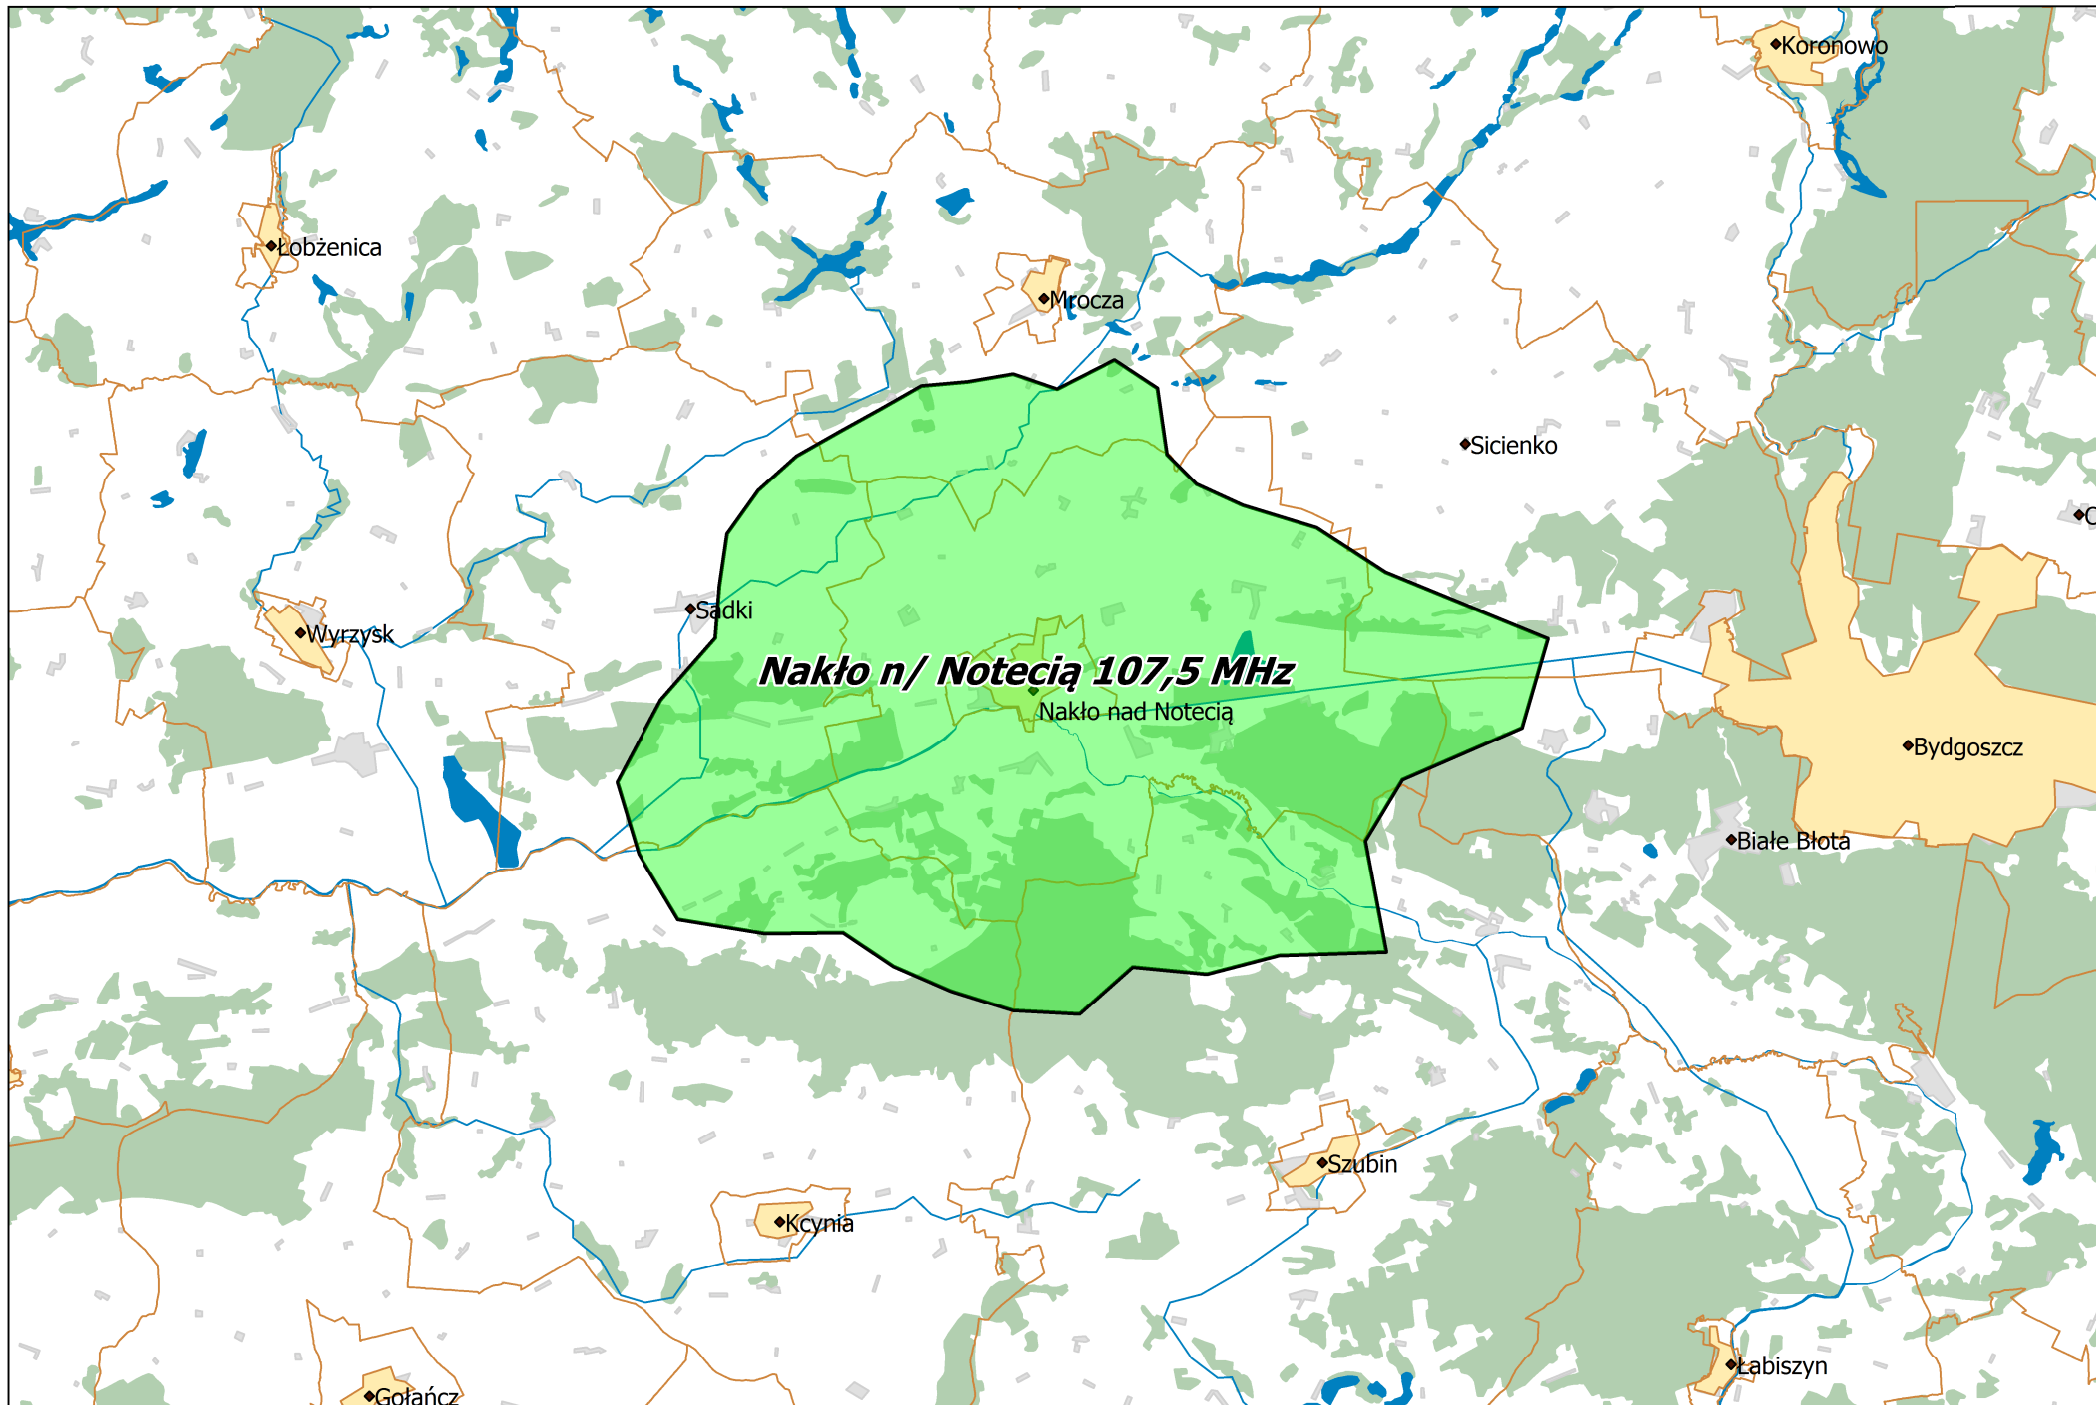 Koronowo
Łobżenica
Mrocza
Sicienko
Sadki
Wyrzysk
Nakło n/ Notecią 107,5 MHz
Nakło nad Notecią
Bydgoszcz
Białe Błota
Szubin
Kcynia
Łabiszyn
Gołańcz